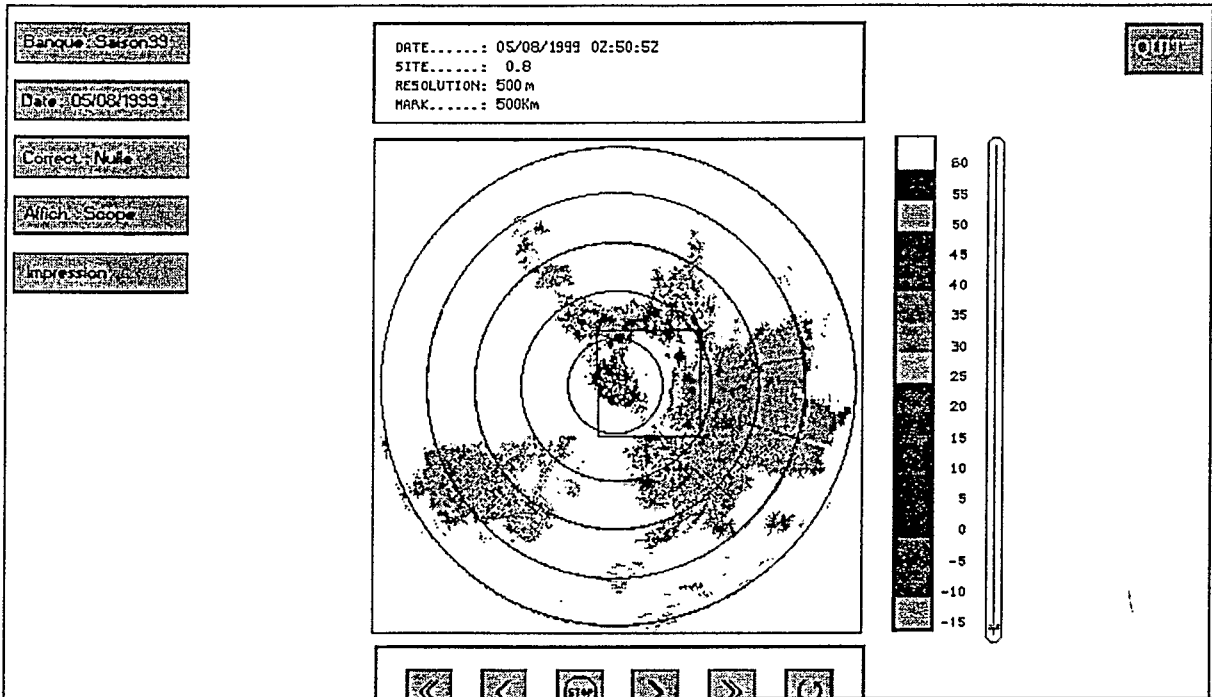 Banque: Saison99
Date: 05/08/1999
Correct.: Nulle
Affich.: Scope
Impression
DATE......: 05/08/1999 02:50:52
SITE......: 0.8
RESOLUTION: 500 m
MARK......: 500Km
60
55
50
45
40
35
30
25
20
15
10
5
0
-5
-10
-15
STOP